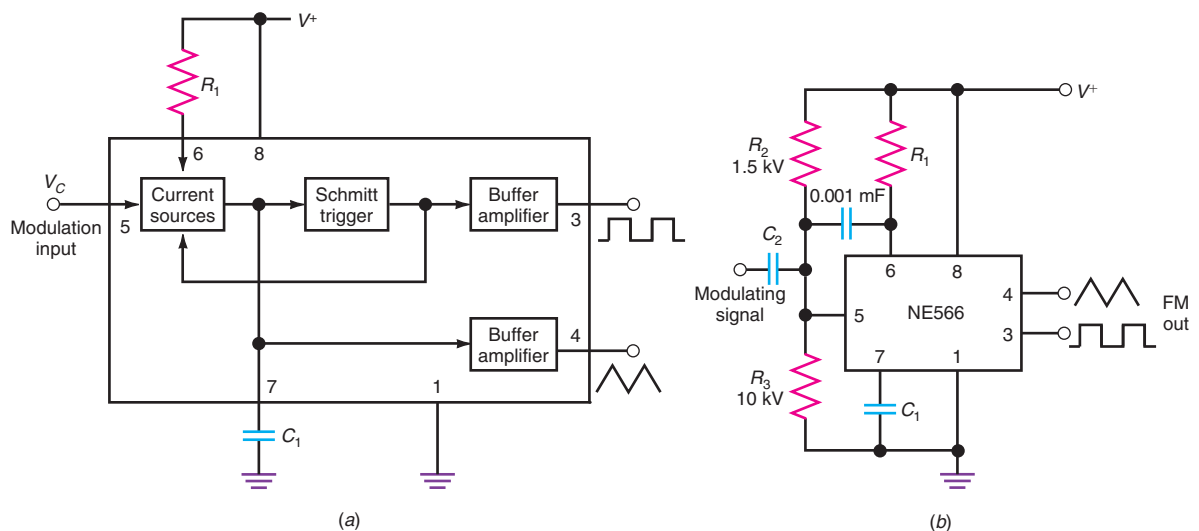 V+
R1
6
8
VC
Modulation
input
5
Current
sources
Schmitt
trigger
Buffer
amplifier
3
Buffer
amplifier
4
7
1
C1
(a)
V+
R2
1.5 kV
R1
0.001 mF
C2
Modulating
signal
6
8
5
NE566
4
3
FM
out
7
1
R3
10 kV
C1
(b)